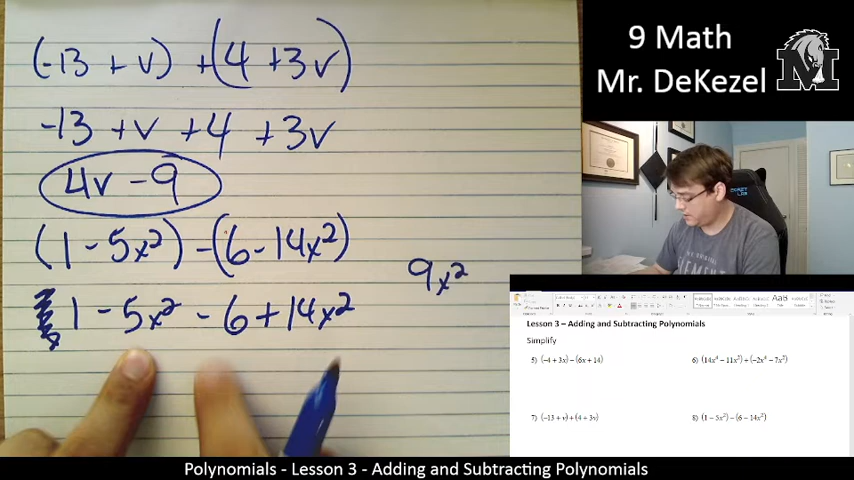 (-13 + v) + (4 + 3v)
-13 + v + 4 + 3v
4v - 9
(1 - 5x²) - (6 - 14x²)
1 - 5x² - 6 + 14x²
9x²
9 Math
Mr. DeKezel
M
Lesson 3 – Adding and Subtracting Polynomials
Simplify
5) (-4 + 3x) – (6x + 14)
6) (14x⁴ – 11x²) + (-2x⁴ – 7x²)
7) (-13 + v) + (4 + 3v)
8) (1 – 5x²) – (6 – 14x²)
Polynomials - Lesson 3 - Adding and Subtracting Polynomials